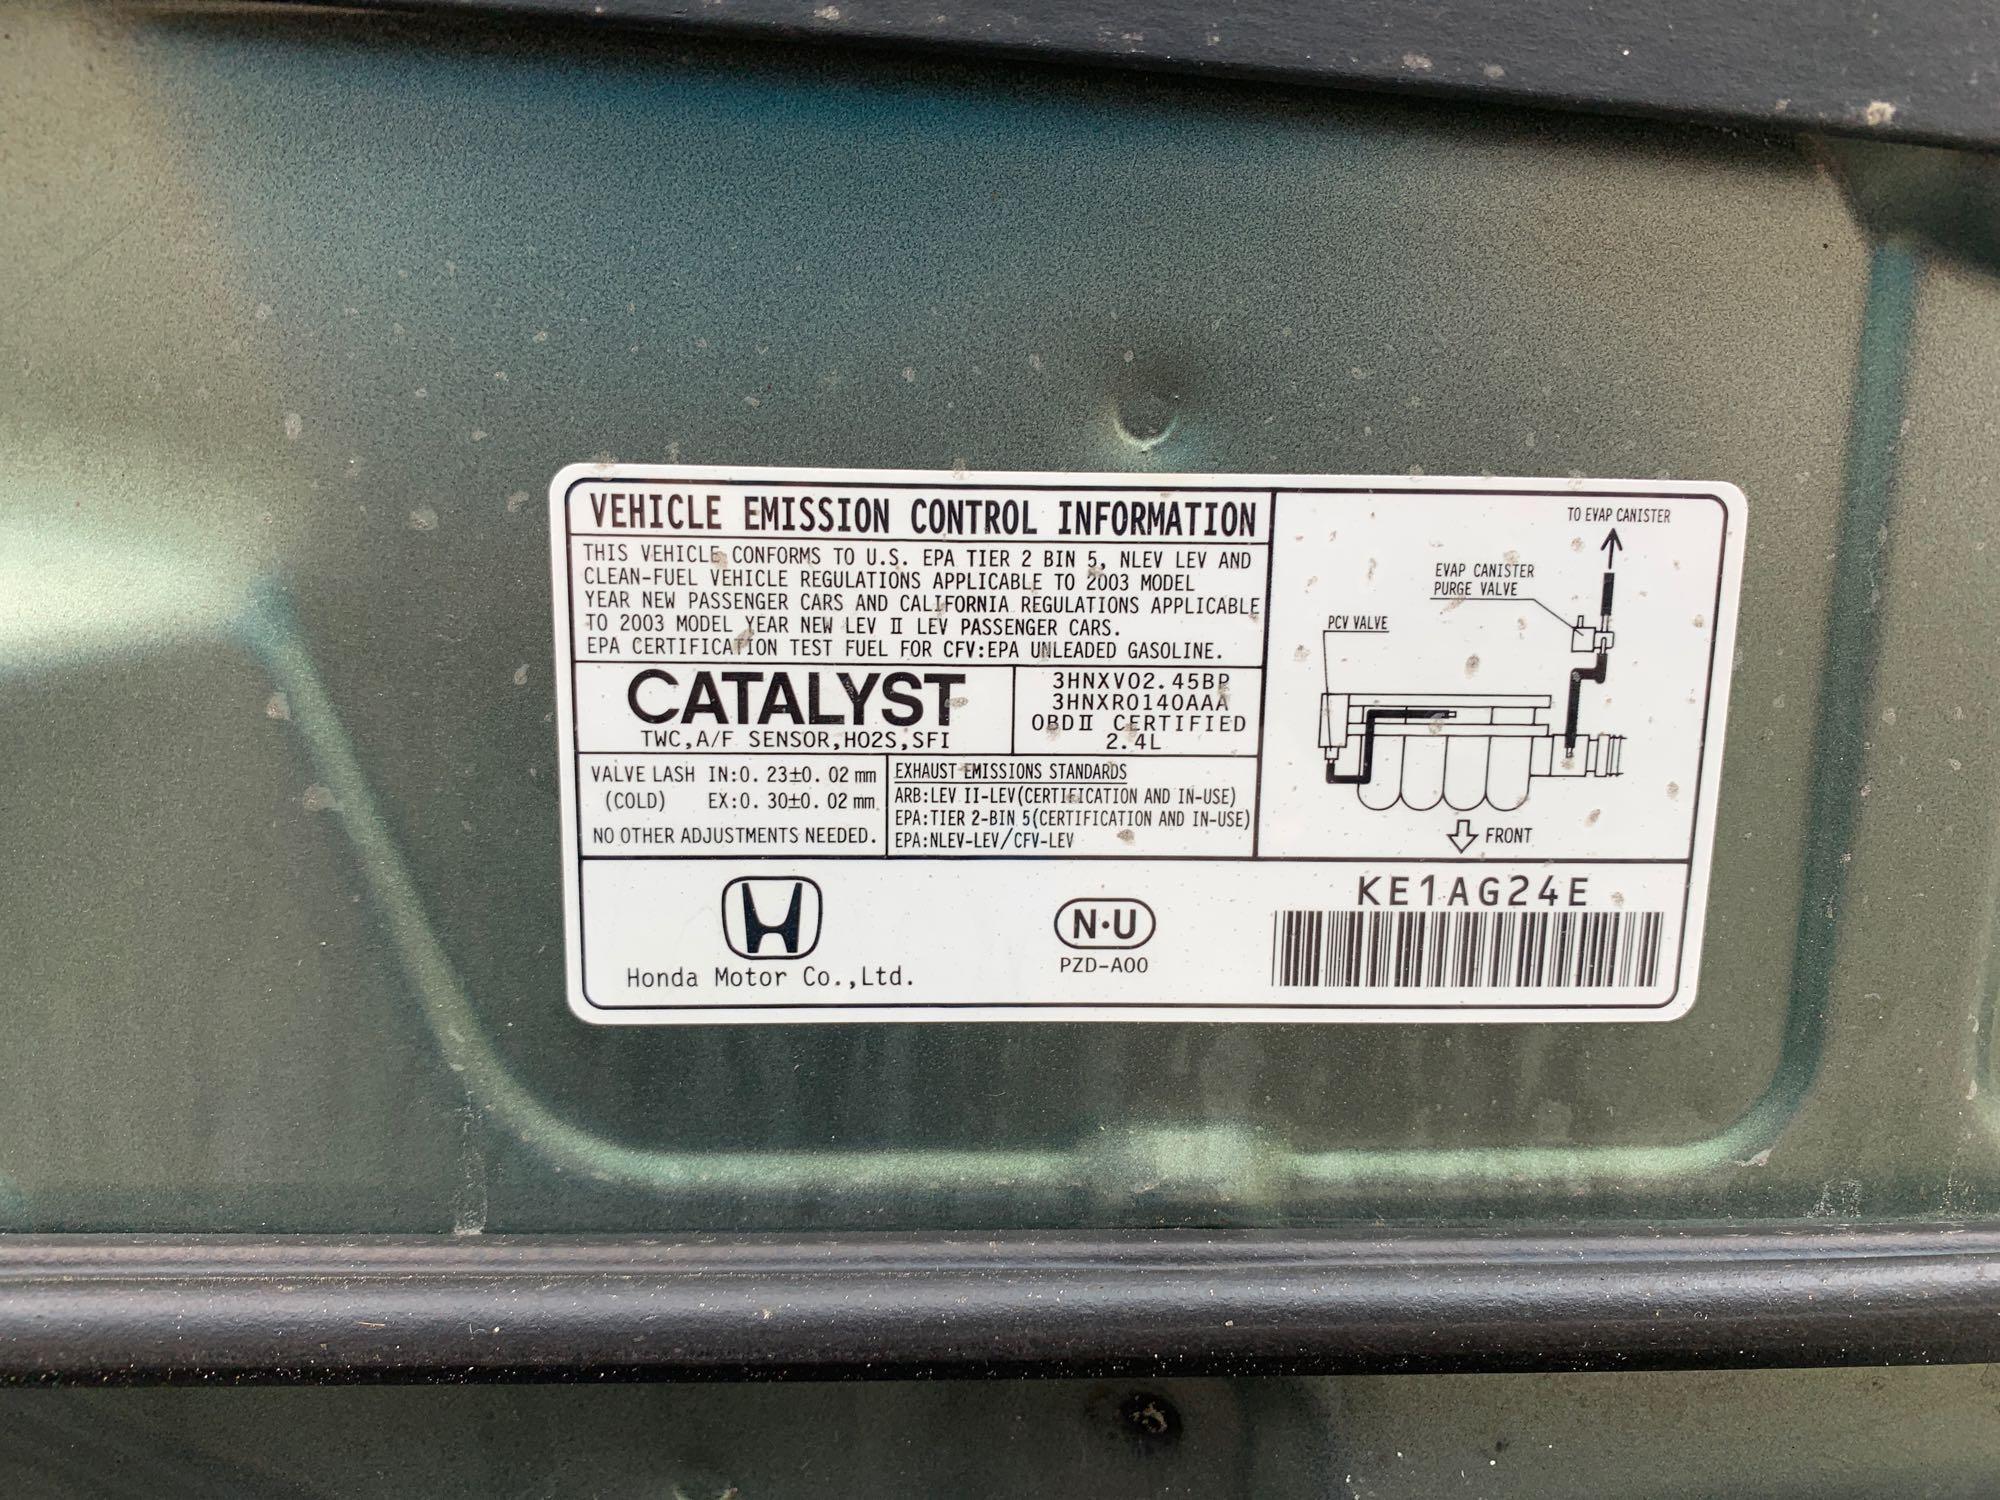 VEHICLE EMISSION CONTROL INFORMATION
THIS VEHICLE CONFORMS TO U.S. EPA TIER 2 BIN 5, NLEV LEV AND
CLEAN-FUEL VEHICLE REGULATIONS APPLICABLE TO 2003 MODEL
YEAR NEW PASSENGER CARS AND CALIFORNIA REGULATIONS APPLICABLE
TO 2003 MODEL YEAR NEW LEV Ⅱ LEV PASSENGER CARS.
EPA CERTIFICATION TEST FUEL FOR CFV:EPA UNLEADED GASOLINE.
CATALYST
TWC,A/F SENSOR,HO2S,SFI
3HNXV02.45BP
3HNXR0140AAA
OBDⅡ CERTIFIED
2.4L
VALVE LASH IN:0.23±0.02 mm
(COLD) EX:0.30±0.02 mm
NO OTHER ADJUSTMENTS NEEDED.
EXHAUST EMISSIONS STANDARDS
ARB:LEV II-LEV(CERTIFICATION AND IN-USE)
EPA:TIER 2-BIN 5(CERTIFICATION AND IN-USE)
EPA:NLEV-LEV/CFV-LEV
TO EVAP CANISTER
EVAP CANISTER
PURGE VALVE
PCV VALVE
FRONT
Honda Motor Co.,Ltd.
N·U
PZD-A00
KE1AG24E